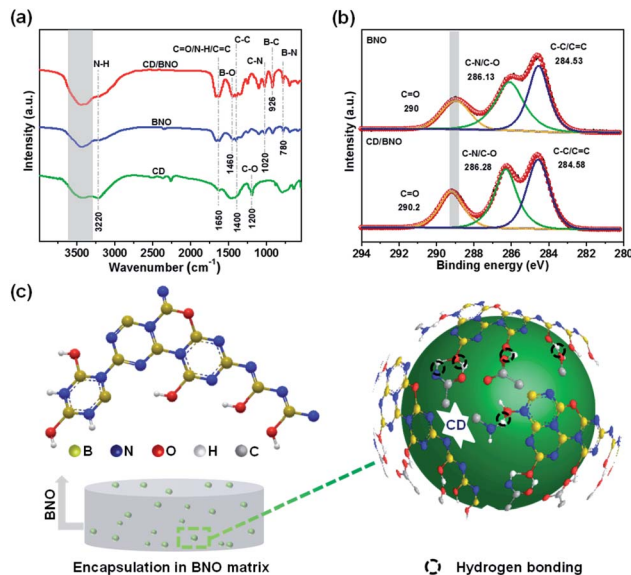 (a)
N-H
C=O/N-H/C=C
C-C
B-O
C-N
B-C
B-N
CD/BNO
926
BNO
1460
1020
780
CD
C-O
3220
1650
1400
1200
Intensity (a.u.)
3500 3000 2500 2000 1500 1000
Wavenumber (cm⁻¹)
(b)
BNO
C-C/C=C
284.53
C-N/C-O
286.13
C=O
290
CD/BNO
C-C/C=C
284.58
C-N/C-O
286.28
C=O
290.2
Intensity (a.u.)
294 292 290 288 286 284 282 280
Binding energy (eV)
(c)
B N O H C
BNO
Encapsulation in BNO matrix
CD
Hydrogen bonding